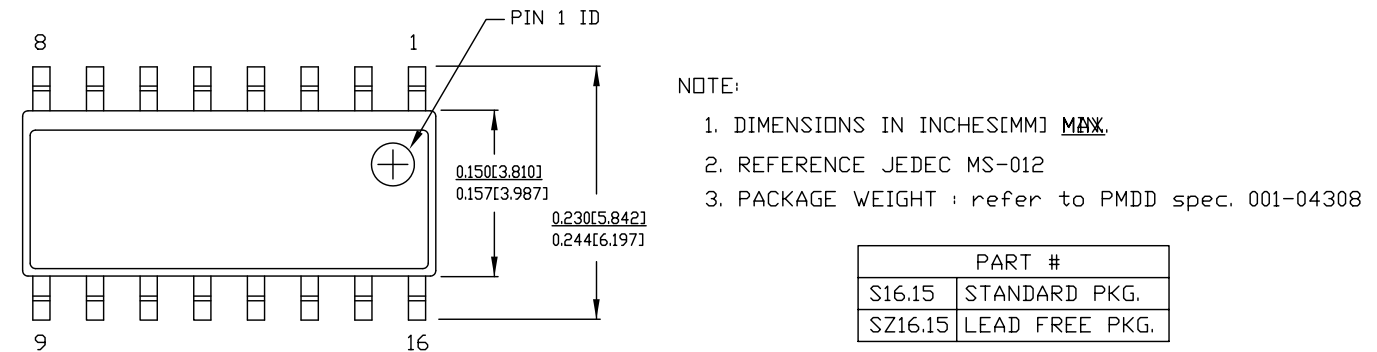 PIN 1 ID
8
1
0.150[3.810]
0.157[3.987]
0.230[5.842]
0.244[6.197]
9
16
NOTE:
1. DIMENSIONS IN INCHES[MM]
2. REFERENCE JEDEC MS-012
3. PACKAGE WEIGHT : refer to PMDD spec. 001-04308
PART #
S16.15 STANDARD PKG.
SZ16.15 LEAD FREE PKG.